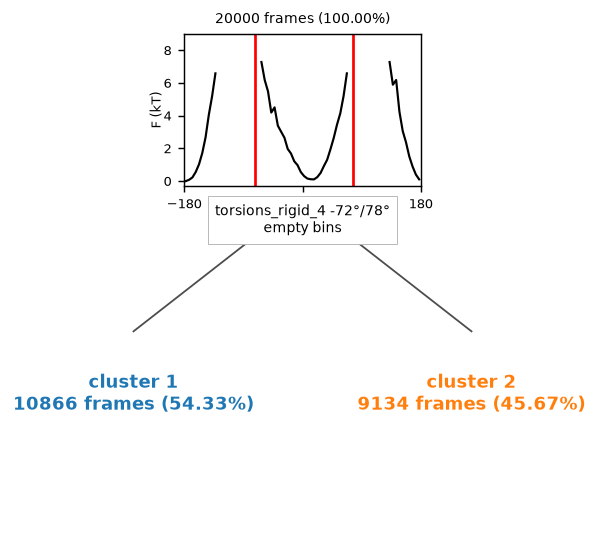 20000 frames (100.00%)
8
6
4
2
0
F (kT)
−180
180
torsions_rigid_4 -72°/78°
empty bins
cluster 1
10866 frames (54.33%)
cluster 2
9134 frames (45.67%)